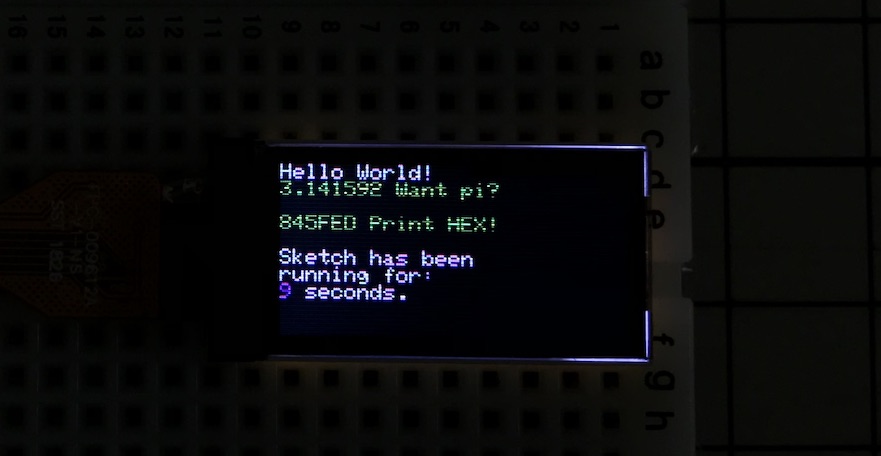 16 15 14 13 12 11 10 9 8 7 6 5 4 3 2 1
a
b
c
d
e
Hello World!
3.141592 Want pi?
845FED Print HEX!
Sketch has been
running for:
9 seconds.
f
g
h